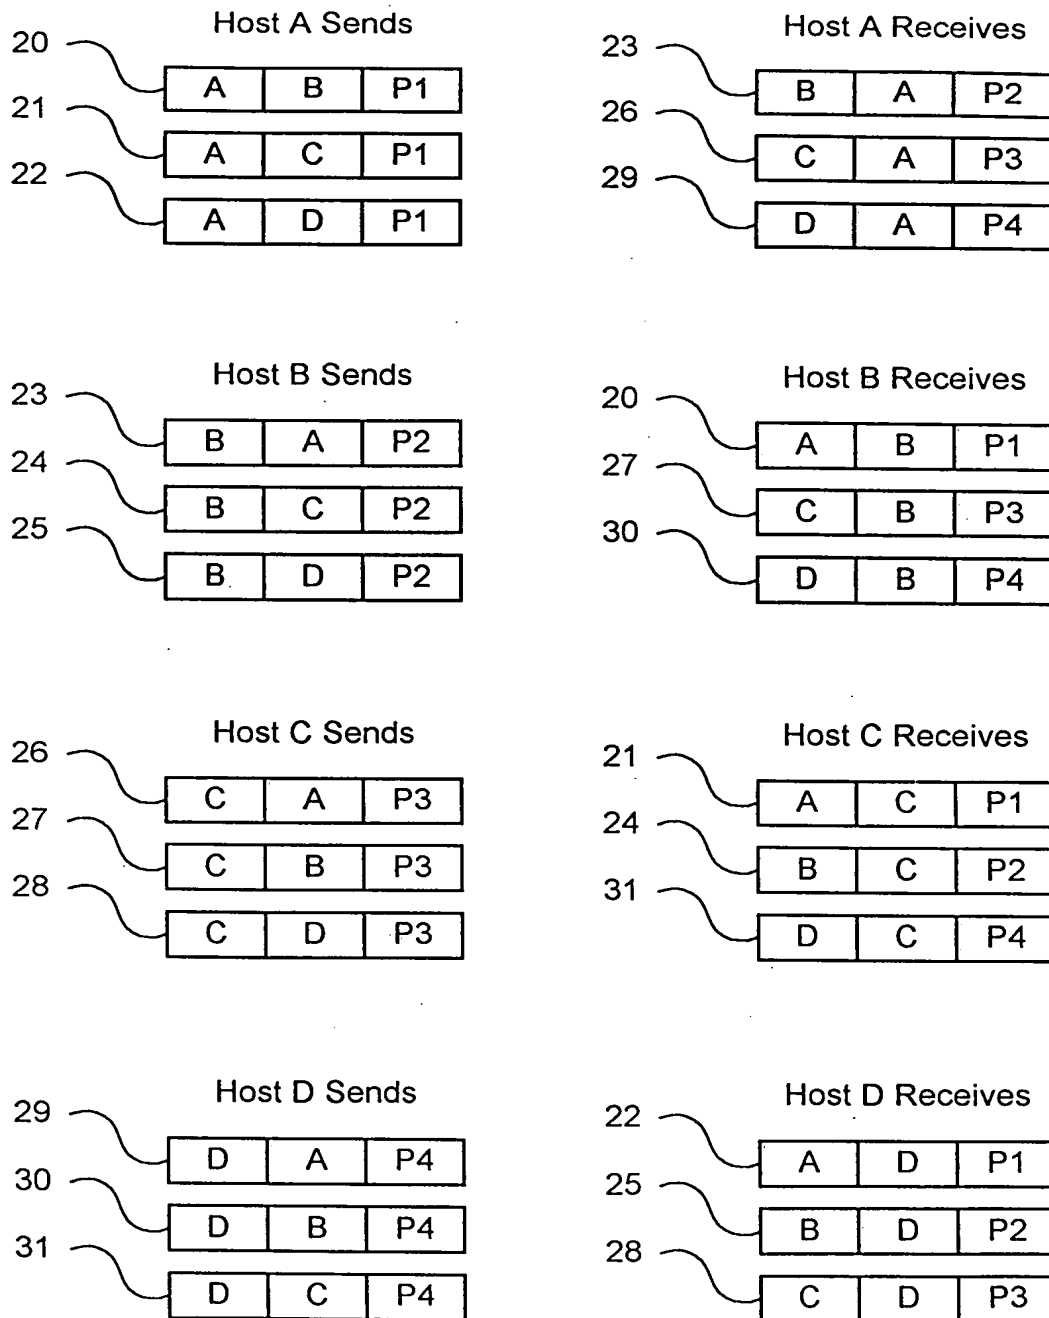 Host A Sends
20 A B P1
21 A C P1
22 A D P1
Host A Receives
23 B A P2
26 C A P3
29 D A P4
Host B Sends
23 B A P2
24 B C P2
25 B D P2
Host B Receives
20 A B P1
27 C B P3
30 D B P4
Host C Sends
26 C A P3
27 C B P3
28 C D P3
Host C Receives
21 A C P1
24 B C P2
31 D C P4
Host D Sends
29 D A P4
30 D B P4
31 D C P4
Host D Receives
22 A D P1
25 B D P2
28 C D P3